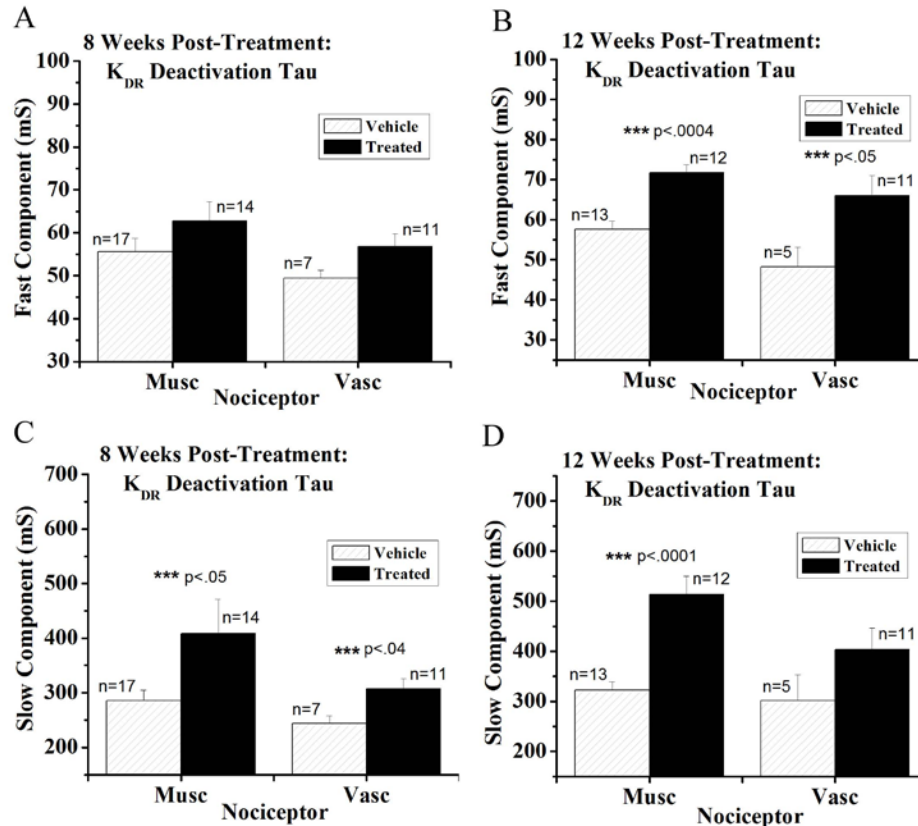 A
8 Weeks Post-Treatment:
KDR Deactivation Tau
100
90
80
70
60
50
40
30
Fast Component (mS)
Vehicle
Treated
n=17
n=14
n=7
n=11
Musc
Vasc
Nociceptor
B
12 Weeks Post-Treatment:
KDR Deactivation Tau
100
90
80
70
60
50
40
30
Fast Component (mS)
Vehicle
Treated
*** p<.0004
*** p<.05
n=13
n=12
n=5
n=11
Musc
Vasc
Nociceptor
C
8 Weeks Post-Treatment:
KDR Deactivation Tau
700
600
500
400
300
200
Slow Component (mS)
Vehicle
Treated
*** p<.05
*** p<.04
n=17
n=14
n=7
n=11
Musc
Vasc
Nociceptor
D
12 Weeks Post-Treatment:
KDR Deactivation Tau
700
600
500
400
300
200
Slow Component (mS)
Vehicle
Treated
*** p<.0001
n=13
n=12
n=5
n=11
Musc
Vasc
Nociceptor